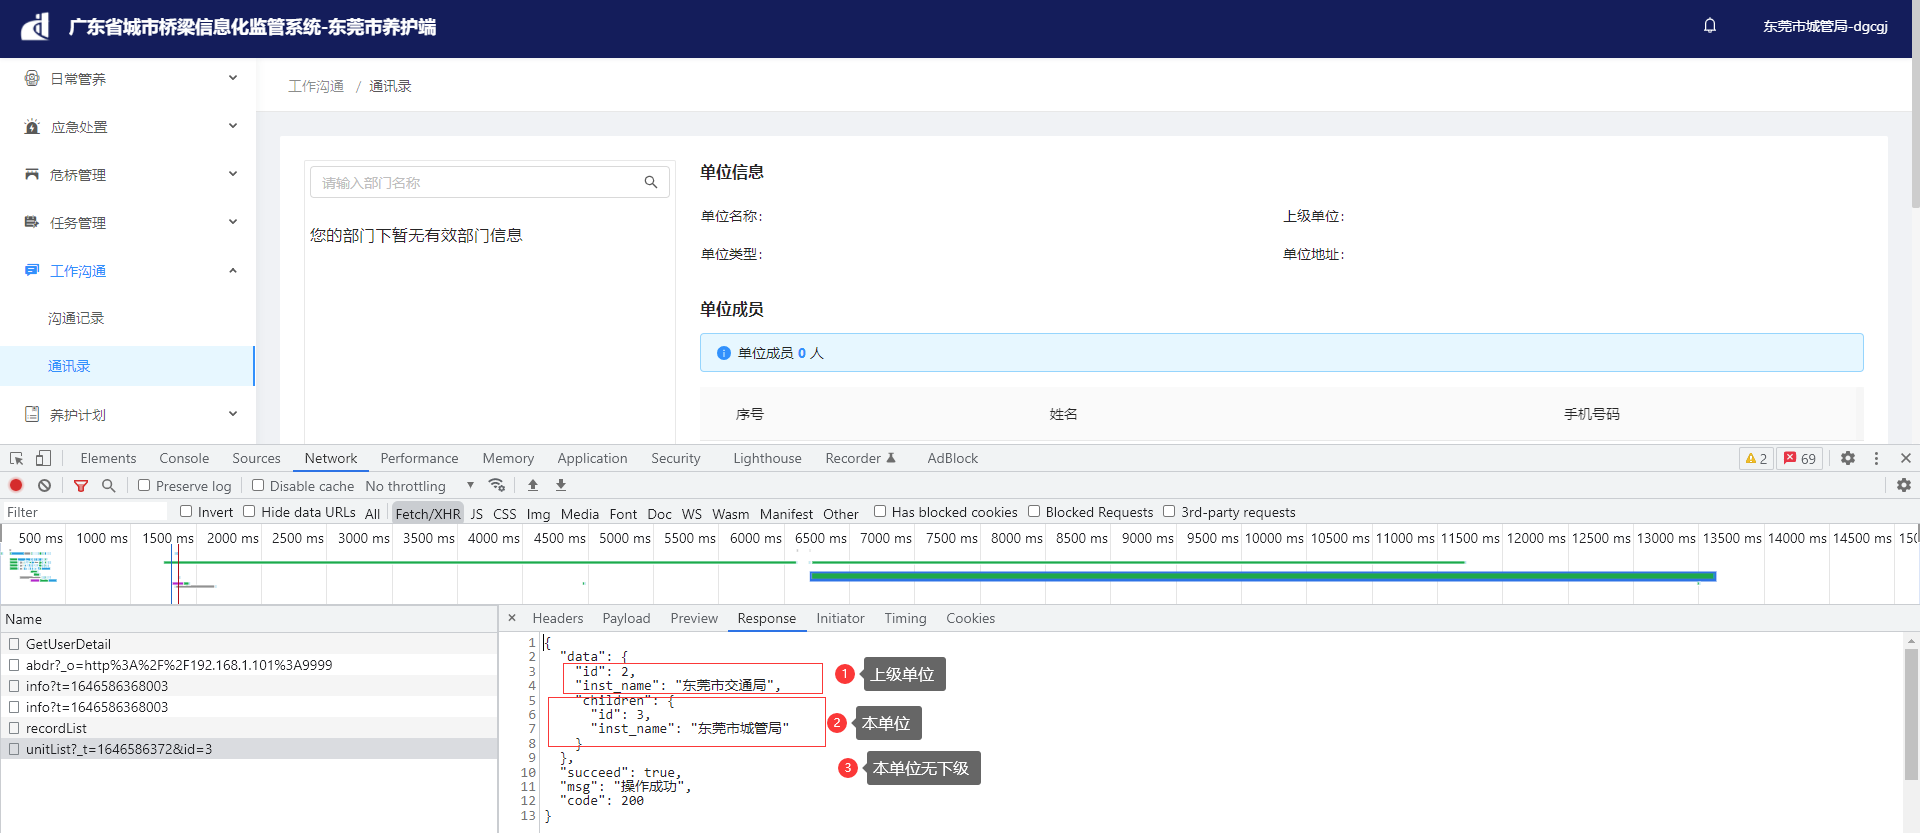 广东省城市桥梁信息化监管系统-东莞市养护端
东莞市城管局-dgcgj
日常管养
应急处置
危桥管理
任务管理
工作沟通
沟通记录
通讯录
养护计划
工作沟通 / 通讯录
请输入部门名称
您的部门下暂无有效部门信息
单位信息
单位名称:
上级单位:
单位类型:
单位地址:
单位成员
单位成员 0 人
序号 姓名 手机号码
Elements Console Sources Network Performance Memory Application Security Lighthouse Recorder AdBlock 2 69
Preserve log Disable cache No throttling
Filter Invert Hide data URLs All Fetch/XHR JS CSS Img Media Font Doc WS Wasm Manifest Other Has blocked cookies Blocked Requests 3rd-party requests
500 ms 1000 ms 1500 ms 2000 ms 2500 ms 3000 ms 3500 ms 4000 ms 4500 ms 5000 ms 5500 ms 6000 ms 6500 ms 7000 ms 7500 ms 8000 ms 8500 ms 9000 ms 9500 ms 10000 ms 10500 ms 11000 ms 11500 ms 12000 ms 12500 ms 13000 ms 13500 ms 14000 ms 14500 ms 150
Name
GetUserDetail
abdr?_o=http%3A%2F%2F192.168.1.101%3A9999
info?t=1646586368003
info?t=1646586368003
recordList
unitList?_t=1646586372&id=3
× Headers Payload Preview Response Initiator Timing Cookies
1 {
2 "data": {
3 "id": 2,
4 "inst_name": "东莞市交通局",
5 "children": {
6 "id": 3,
7 "inst_name": "东莞市城管局"
8 }
9 },
10 "succeed": true,
11 "msg": "操作成功",
12 "code": 200
13 }
1 上级单位
2 本单位
3 本单位无下级